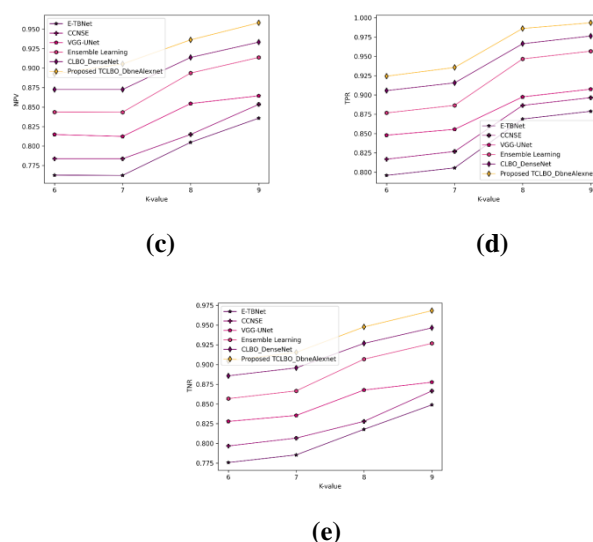 0.950
0.925
0.900
0.875
0.850
0.825
0.800
0.775
NPV
E-TBNet
CCNSE
VGG-UNet
Ensemble Learning
CLBO_DenseNet
Proposed TCLBO_DbneAlexnet
6 7 8 9
K-value
(c)
1.000
0.975
0.950
0.925
0.900
0.875
0.850
0.825
0.800
TPR
E-TBNet
CCNSE
VGG-UNet
Ensemble Learning
CLBO_DenseNet
Proposed TCLBO_DbneAlexnet
6 7 8 9
K-value
(d)
0.975
0.950
0.925
0.900
0.875
0.850
0.825
0.800
0.775
TNR
E-TBNet
CCNSE
VGG-UNet
Ensemble Learning
CLBO_DenseNet
Proposed TCLBO_DbneAlexnet
6 7 8 9
K-value
(e)